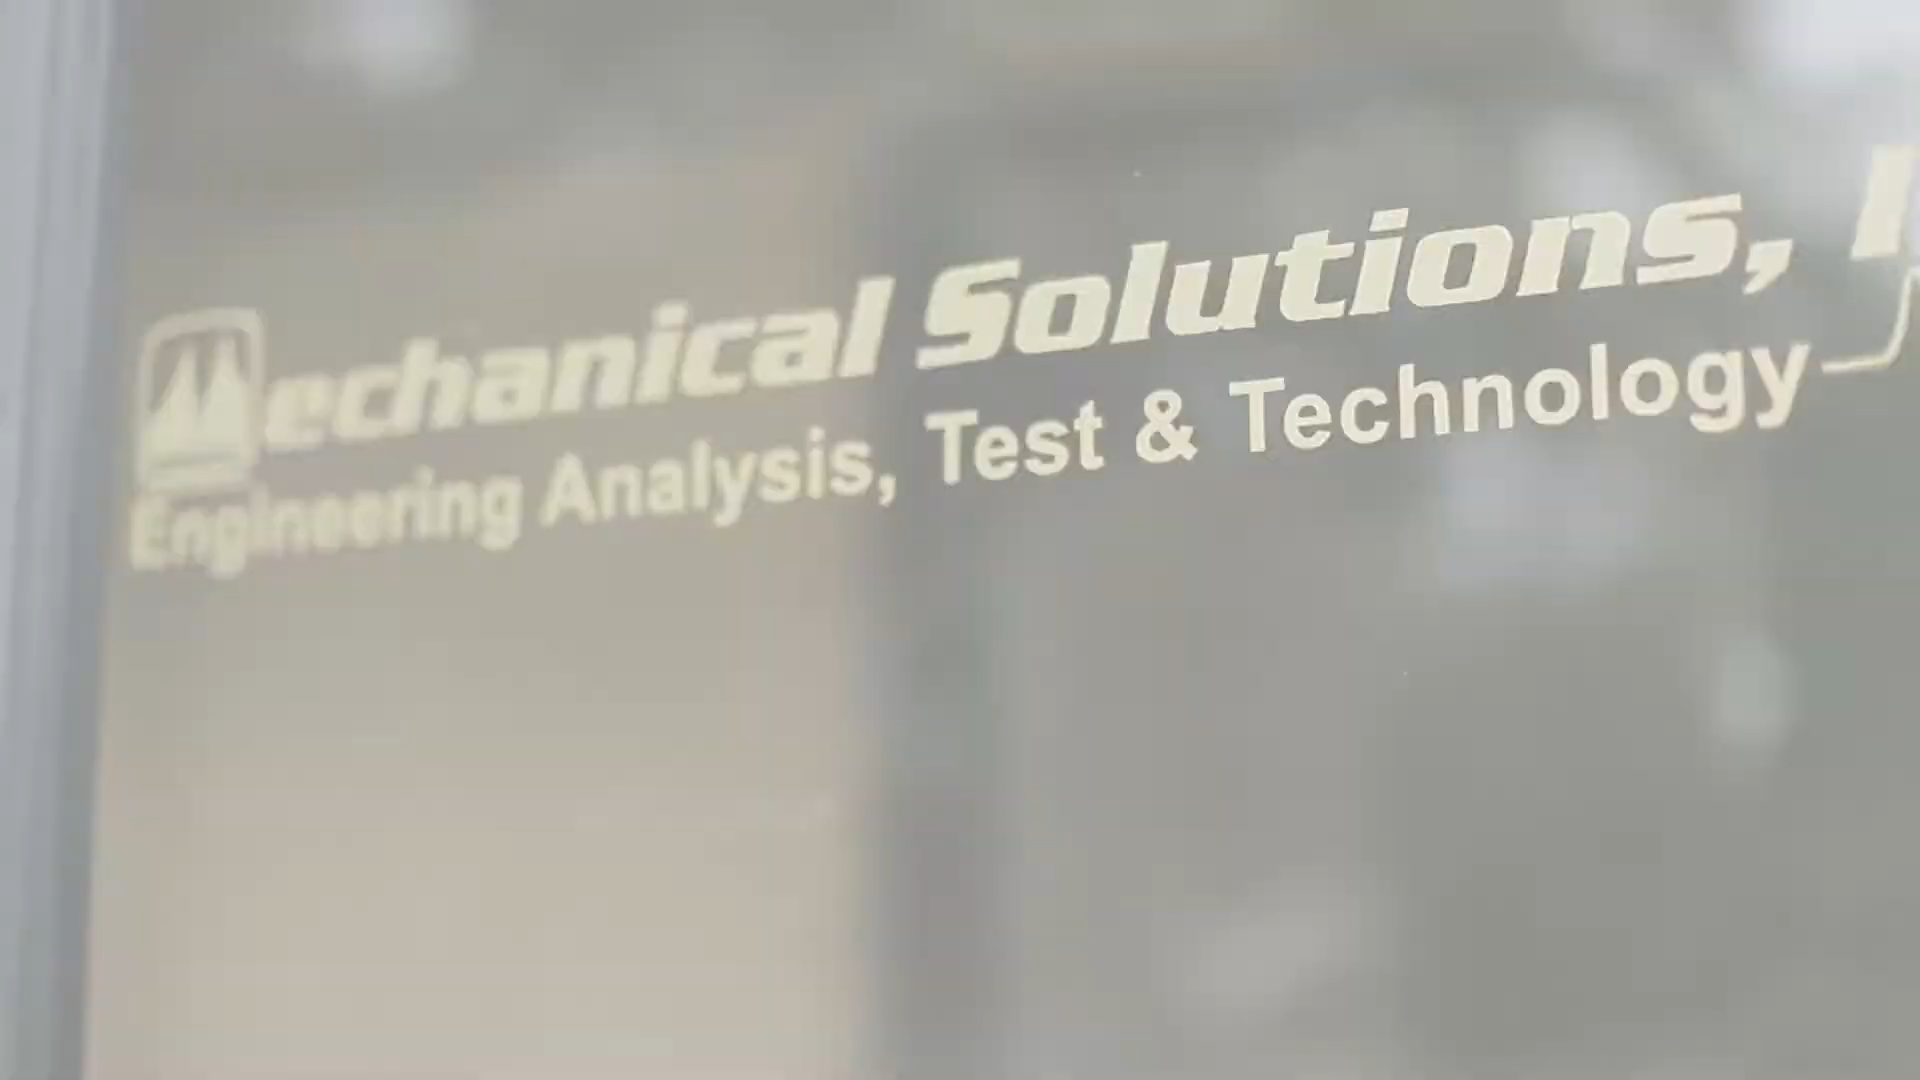 Mechanical Solutions, I
Engineering Analysis, Test & Technology